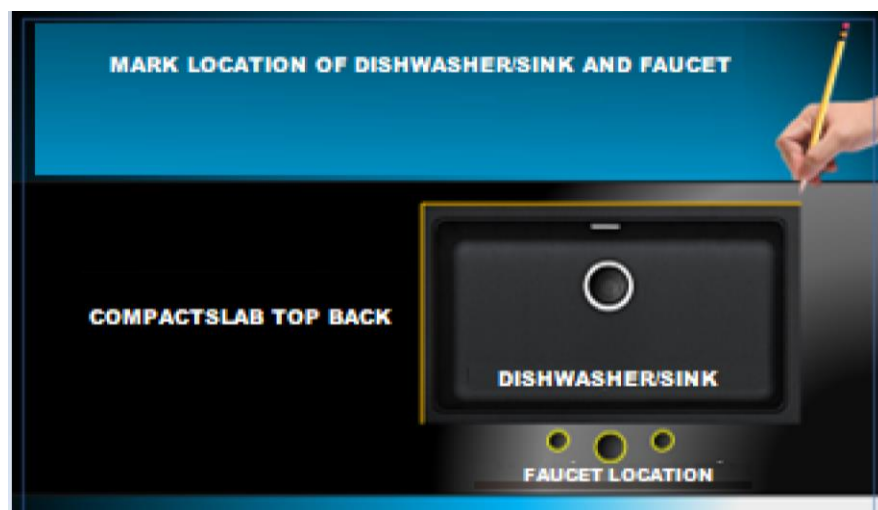 MARK LOCATION OF DISHWASHER/SINK AND FAUCET
COMPACTSLAB TOP BACK
DISHWASHER/SINK
FAUCET LOCATION